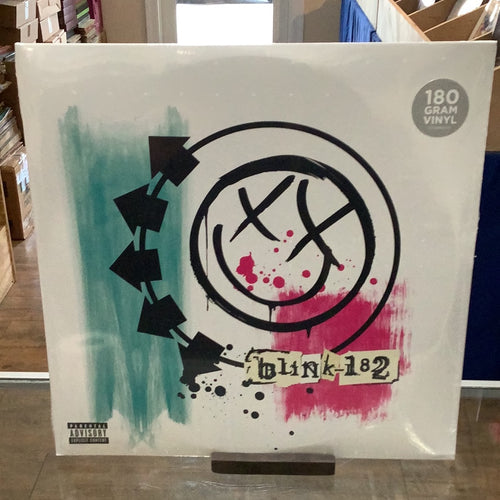 180
GRAM
VINYL
blink-182
PARENTAL
ADVISORY
EXPLICIT CONTENT